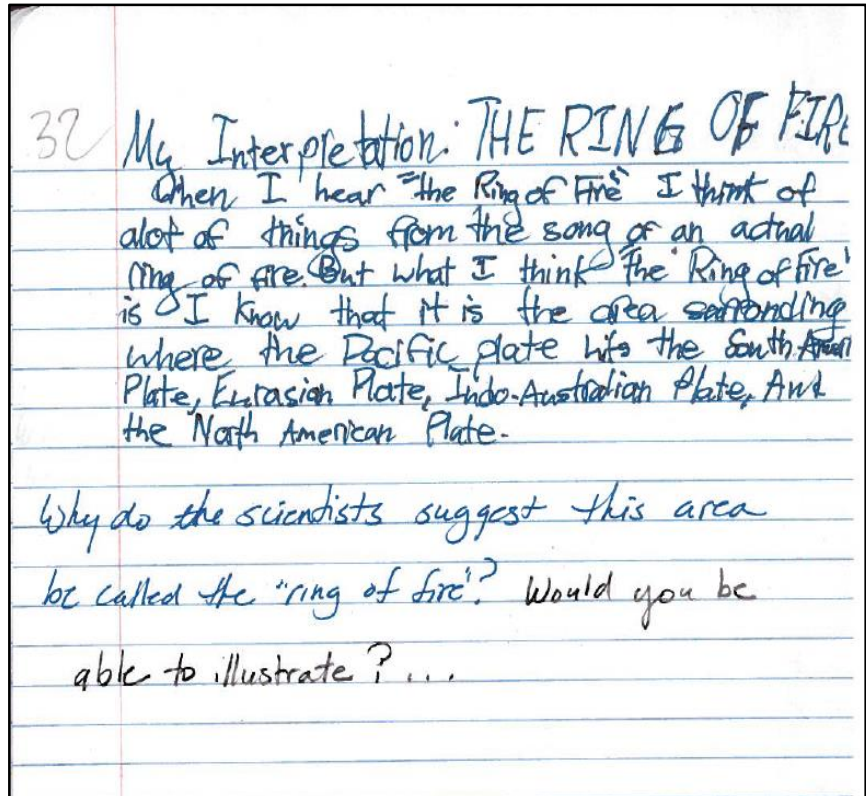 32
My Interpretation: THE RING OF FIRE
When I hear "the Ring of Fire" I think of
alot of things from the song or an actual
ring of fire. But what I think "The Ring of Fire"
is I know that it is the area surronding
where the Pacific plate hits the South Ameri
Plate, Eurasian Plate, Indo-Australian Plate, And
the North American Plate.
Why do the scientists suggest this area
be called the "ring of fire"? Would you be
able to illustrate?...